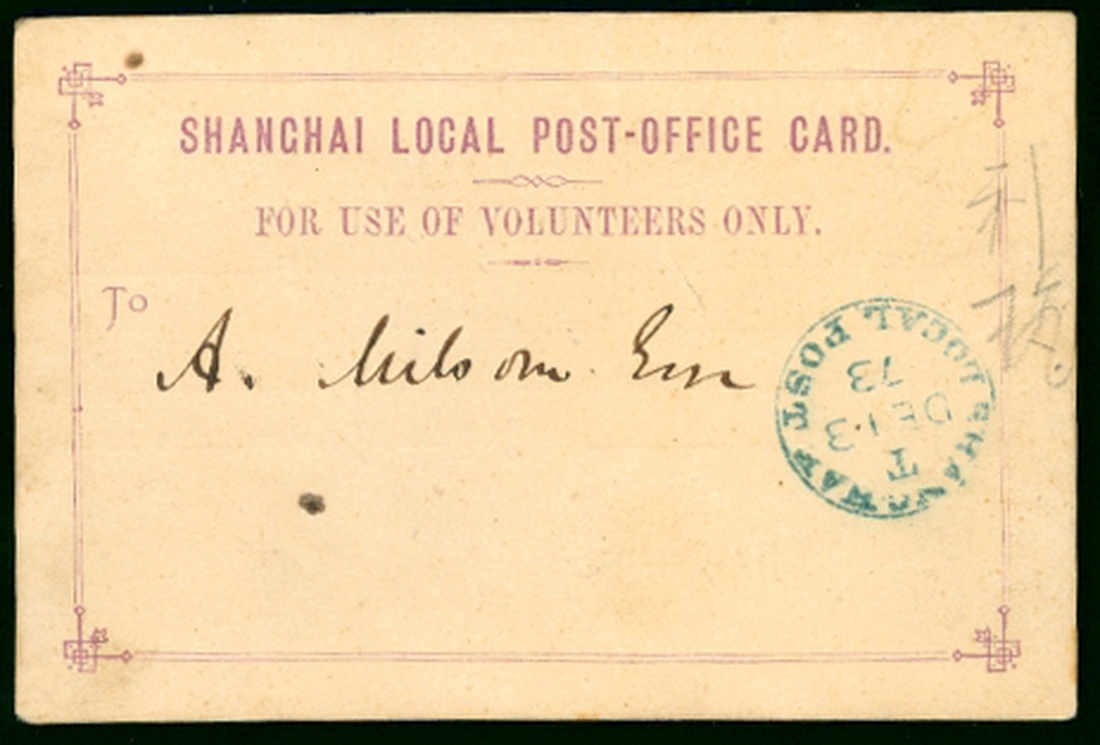 SHANGHAI LOCAL POST-OFFICE CARD.
FOR USE OF VOLUNTEERS ONLY.
To
A. Milsom Esq
SHANGHAI LOCAL POST
T
DE 13
73
利